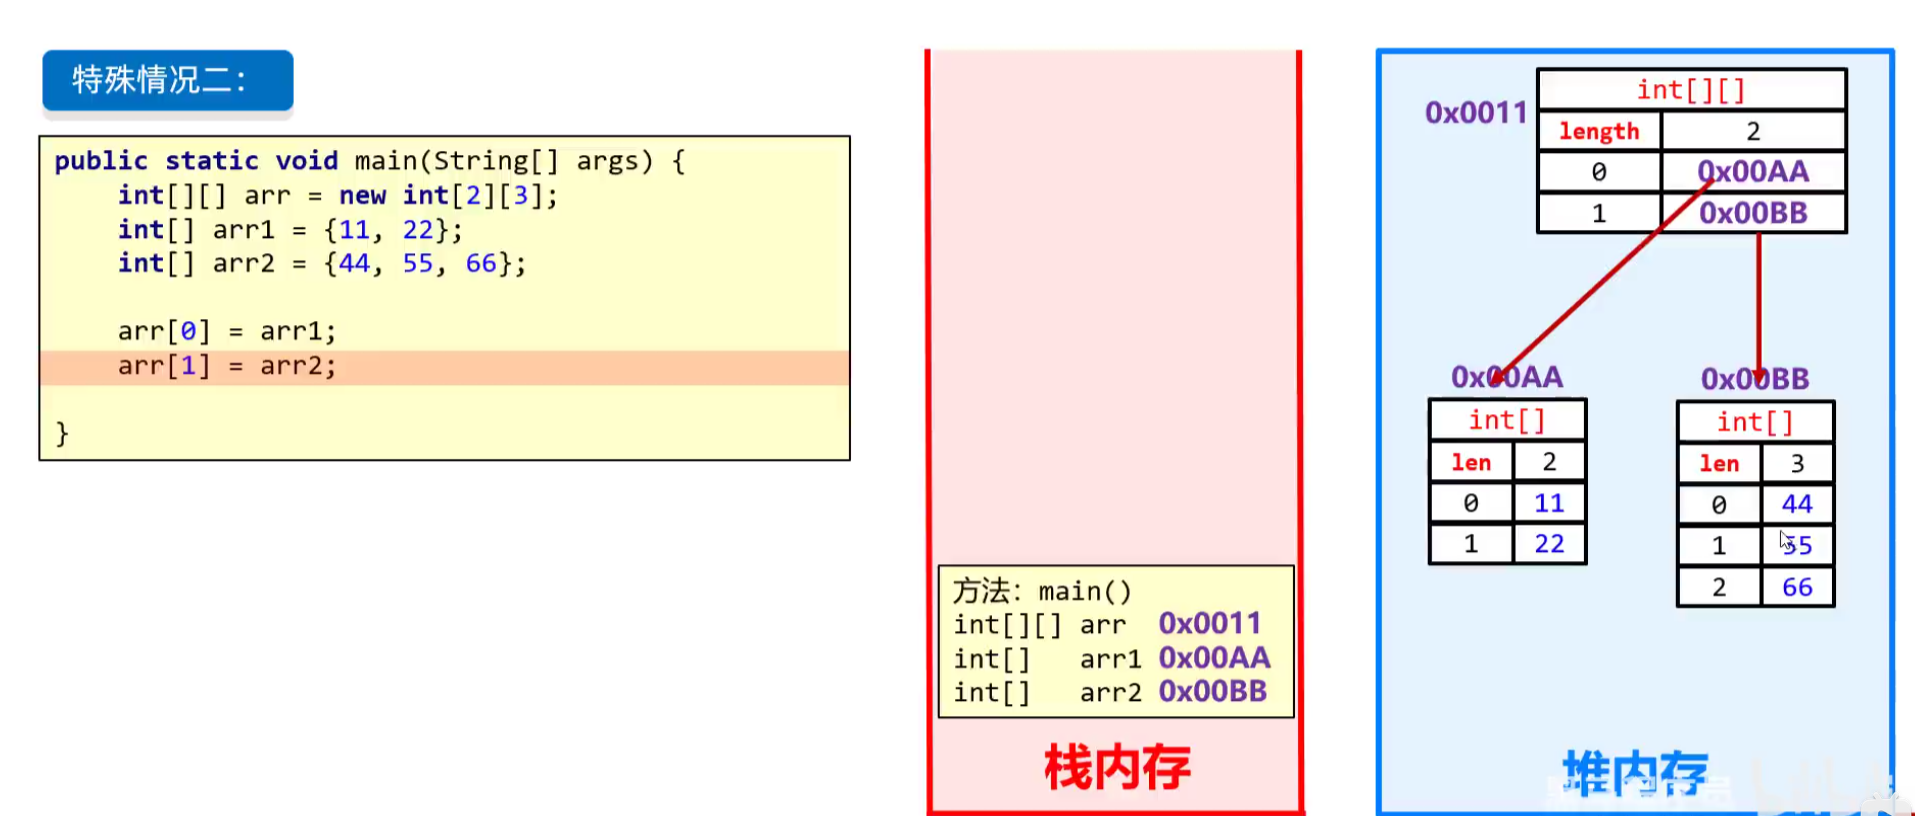 特殊情况二:
public static void main(String[] args) {
int[][] arr = new int[2][3];
int[] arr1 = {11, 22};
int[] arr2 = {44, 55, 66};
arr[0] = arr1;
arr[1] = arr2;
}
方法: main()
int[][] arr 0x0011
int[] arr1 0x00AA
int[] arr2 0x00BB
栈内存
0x0011
int[][]
length 2
0 0x00AA
1 0x00BB
0x00AA
int[]
len 2
0 11
1 22
0x00BB
int[]
len 3
0 44
1 55
2 66
堆内存